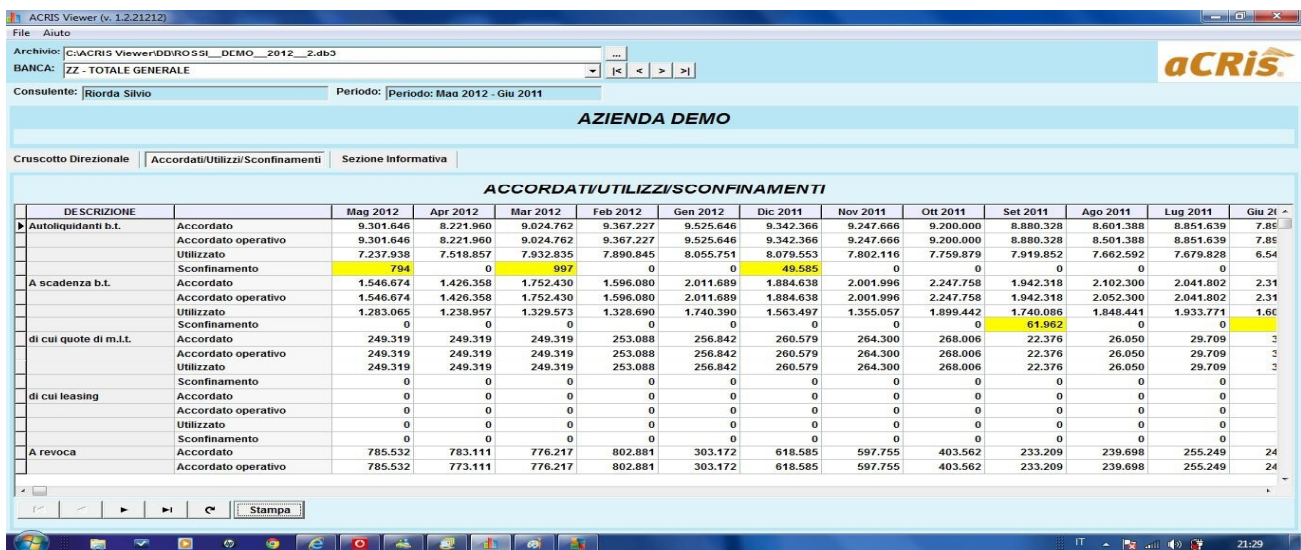 ACRIS Viewer (v. 1.2.21212)
File Aiuto
Archivio: C:\ACRIS Viewer\DB\ROSSI__DEMO__2012__2.db3 ...
BANCA: ZZ - TOTALE GENERALE |< < > >|
aCRiS
Consulente: Riorda Silvio Periodo: Periodo: Mag 2012 - Giu 2011
AZIENDA DEMO
Cruscotto Direzionale Accordati/Utilizzi/Sconfinamenti Sezione Informativa
ACCORDATI/UTILIZZI/SCONFINAMENTI
DESCRIZIONE Mag 2012 Apr 2012 Mar 2012 Feb 2012 Gen 2012 Dic 2011 Nov 2011 Ott 2011 Set 2011 Ago 2011 Lug 2011 Giu 20
Autoliquidanti b.t. Accordato 9.301.646 8.221.960 9.024.762 9.367.227 9.525.646 9.342.366 9.247.666 9.200.000 8.880.328 8.601.388 8.851.639 7.89
Accordato operativo 9.301.646 8.221.960 9.024.762 9.367.227 9.525.646 9.342.366 9.247.666 9.200.000 8.880.328 8.501.388 8.851.639 7.89
Utilizzato 7.237.938 7.518.857 7.932.835 7.890.845 8.055.751 8.079.553 7.802.116 7.759.879 7.919.852 7.662.592 7.679.828 6.54
Sconfinamento 794 0 997 0 0 49.585 0 0 0 0 0
A scadenza b.t. Accordato 1.546.674 1.426.358 1.752.430 1.596.080 2.011.689 1.884.638 2.001.996 2.247.758 1.942.318 2.102.300 2.041.802 2.31
Accordato operativo 1.546.674 1.426.358 1.752.430 1.596.080 2.011.689 1.884.638 2.001.996 2.247.758 1.942.318 2.052.300 2.041.802 2.31
Utilizzato 1.283.065 1.238.957 1.329.573 1.328.690 1.740.390 1.563.497 1.355.057 1.899.442 1.740.086 1.848.441 1.933.771 1.60
Sconfinamento 0 0 0 0 0 0 0 0 61.962 0 0
di cui quote di m.l.t. Accordato 249.319 249.319 249.319 253.088 256.842 260.579 264.300 268.006 22.376 26.050 29.709 3
Accordato operativo 249.319 249.319 249.319 253.088 256.842 260.579 264.300 268.006 22.376 26.050 29.709 3
Utilizzato 249.319 249.319 249.319 253.088 256.842 260.579 264.300 268.006 22.376 26.050 29.709 3
Sconfinamento 0 0 0 0 0 0 0 0 0 0 0
di cui leasing Accordato 0 0 0 0 0 0 0 0 0 0 0
Accordato operativo 0 0 0 0 0 0 0 0 0 0 0
Utilizzato 0 0 0 0 0 0 0 0 0 0 0
Sconfinamento 0 0 0 0 0 0 0 0 0 0 0
A revoca Accordato 785.532 783.111 776.217 802.881 303.172 618.585 597.755 403.562 233.209 239.698 255.249 24
Accordato operativo 785.532 773.111 776.217 802.881 303.172 618.585 597.755 403.562 233.209 239.698 255.249 24
Stampa
IT 21:29